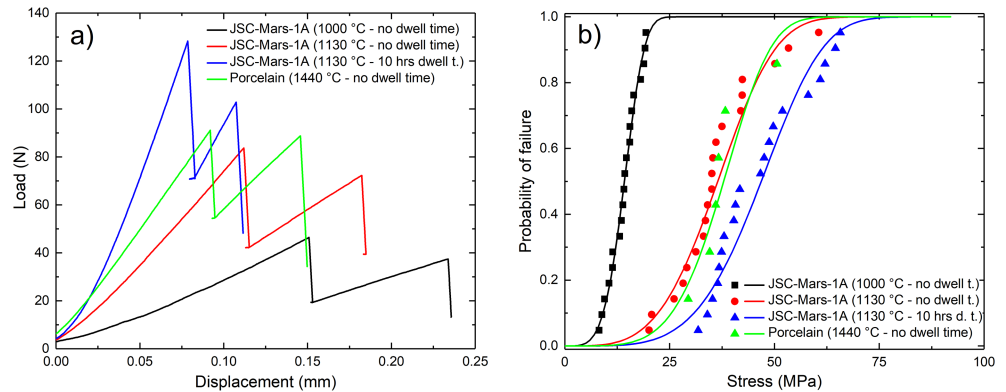 a)
JSC-Mars-1A (1000 °C - no dwell time)
JSC-Mars-1A (1130 °C - no dwell time)
JSC-Mars-1A (1130 °C - 10 hrs dwell t.)
Porcelain (1440 °C - no dwell time)
140
120
100
80
60
40
20
0
Load (N)
0.00 0.05 0.10 0.15 0.20 0.25
Displacement (mm)
b)
1.0
0.8
0.6
0.4
0.2
0.0
Probability of failure
JSC-Mars-1A (1000 °C - no dwell t.)
JSC-Mars-1A (1130 °C - no dwell t.)
JSC-Mars-1A (1130 °C - 10 hrs d. t.)
Porcelain (1440 °C - no dwell time)
0 25 50 75 100
Stress (MPa)